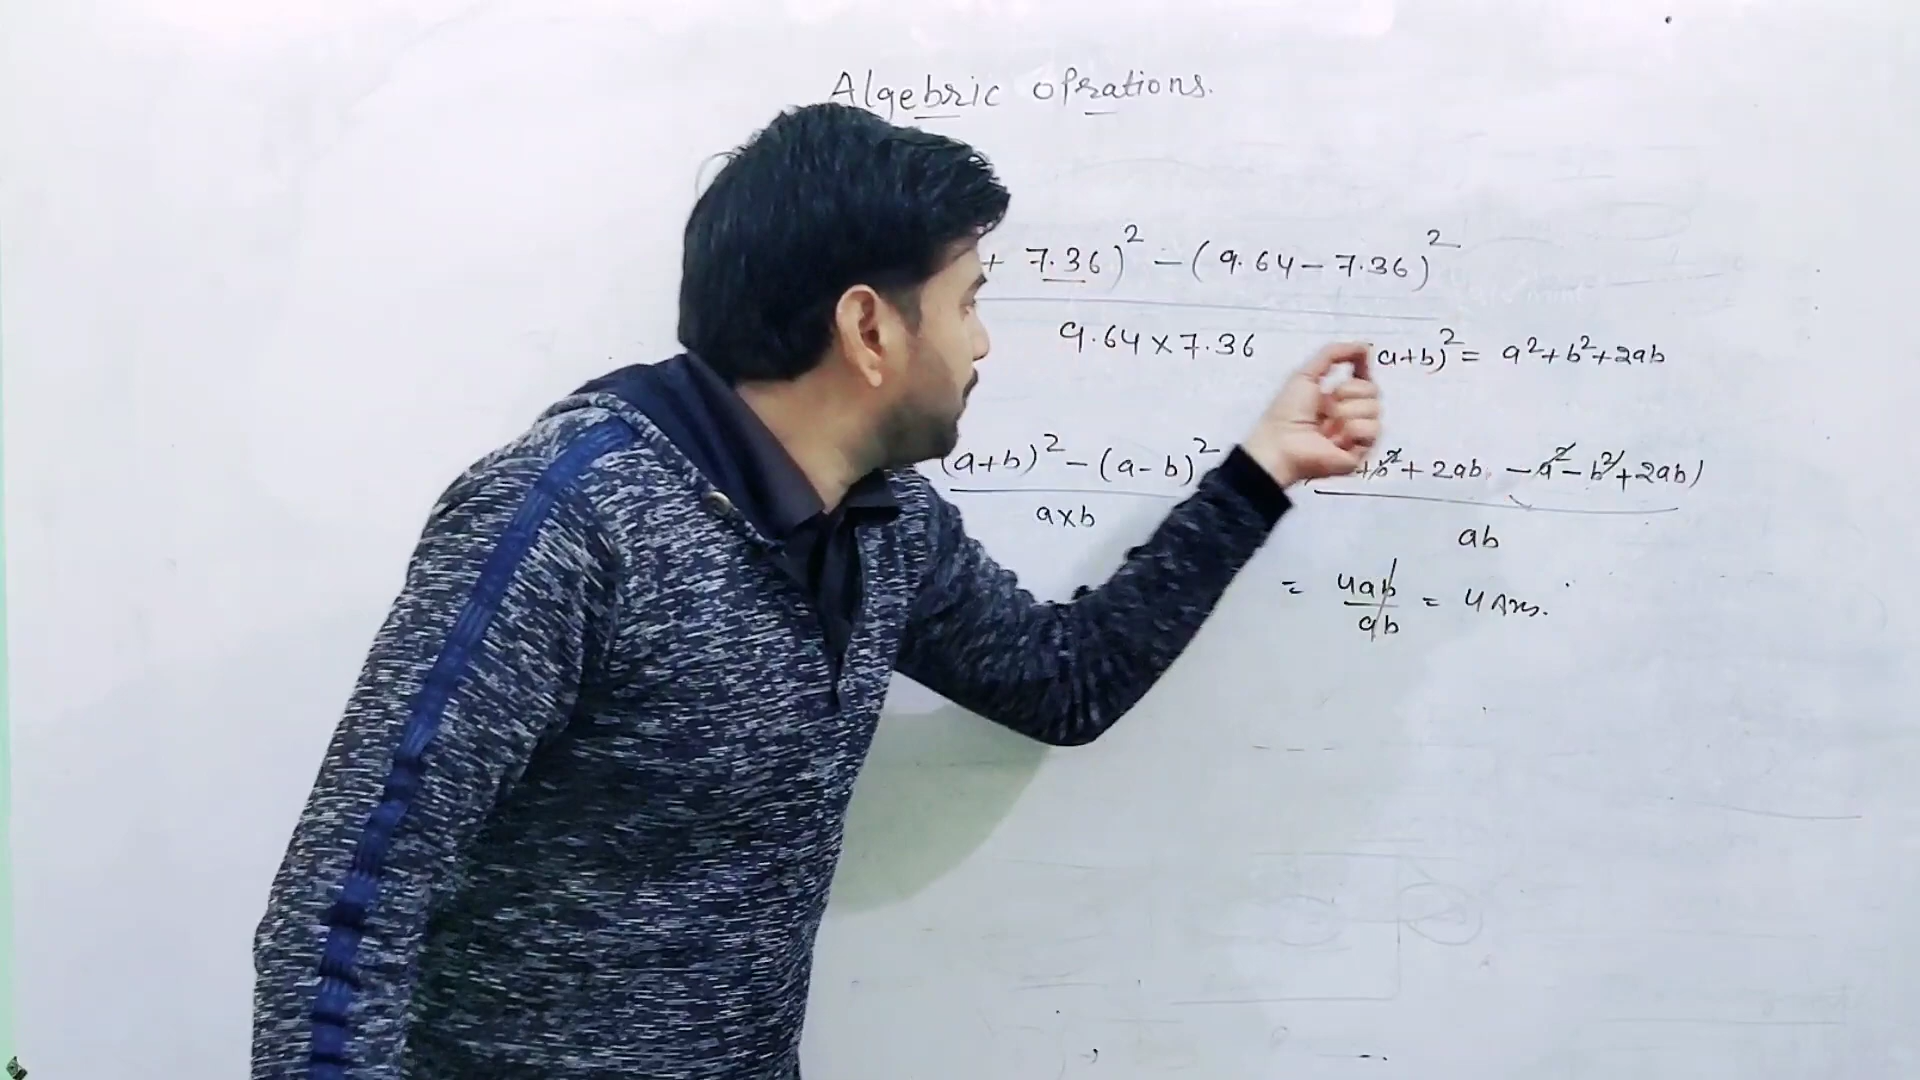 Algebric oprations.
+ 7.36)² - (9.64 - 7.36)²
9.64 x 7.36
a+b)² = a²+b²+2ab
(a+b)² - (a-b)²
axb
+b² + 2ab - a² - b² + 2ab)
ab
= 4ab/ab = 4 Ans.